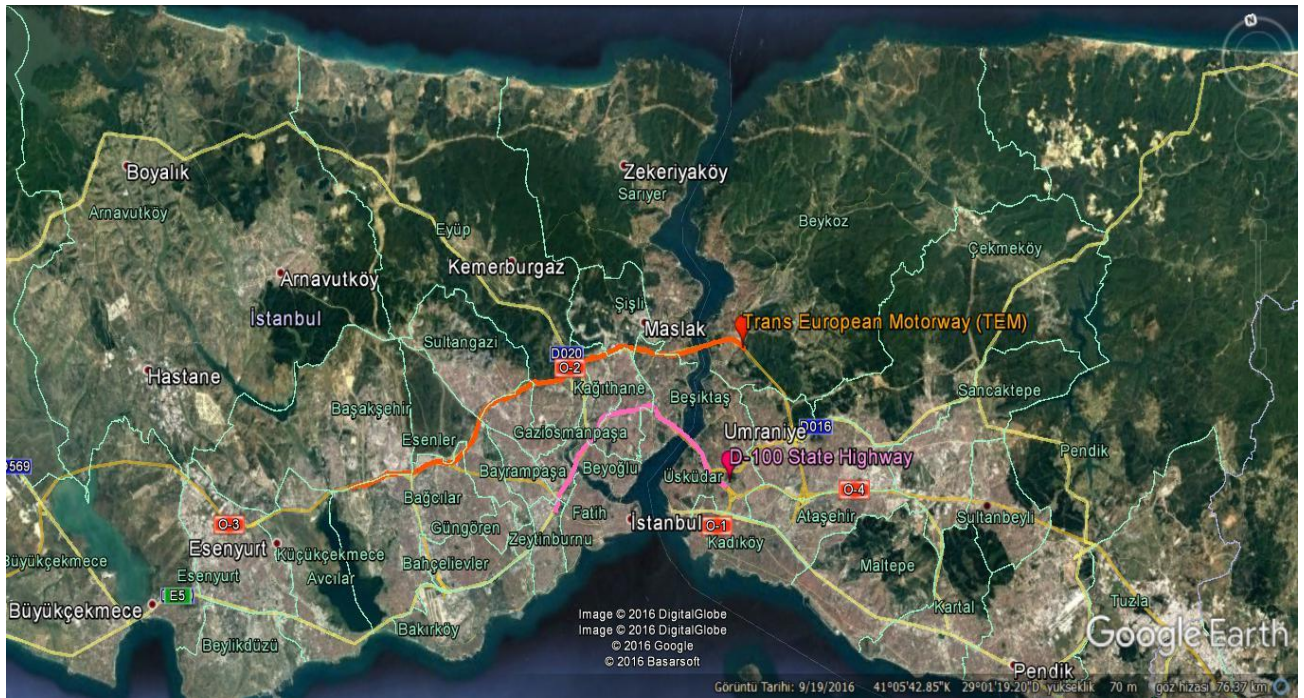 N
Boyalık
Zekeriyaköy
Sarıyer
Arnavutköy
Beykoz
Eyüp
Çekmeköy
Kemerburgaz
Arnavutköy
Şişli
İstanbul
Maslak
Trans European Motorway (TEM)
Sultangazi
D020
O-2
Hastane
Kağıthane
Beşiktaş
Sancaktepe
Başakşehir
Esenler
Gaziosmanpaşa
Umraniye
D016
Pendik
D569
Bayrampaşa
Beyoğlu
Üsküdar
D-100 State Highway
Bağcılar
O-4
Fatih
İstanbul
O-1
Ataşehir
Sultanbeyli
O-3
Güngören
Zeytinburnu
Kadıköy
Esenyurt
Küçükçekmece
Büyükçekmece
Esenyurt
Avcılar
Bahçelievler
Maltepe
E5
Büyükçekmece
Kartal
Tuzla
Bakırköy
Beylikdüzü
Image © 2016 DigitalGlobe
Image © 2016 DigitalGlobe
© 2016 Google
© 2016 Basarsoft
Google Earth
Pendik
Görüntü Tarihi: 9/19/2016 41°05'42.85"K 29°01'19.20"D yükseklik 70 m göz hizası 76.37 km